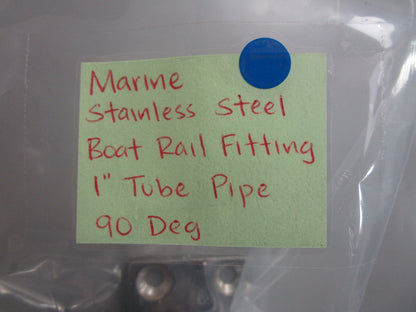 Marine
Stainless Steel
Boat Rail Fitting
1" Tube Pipe
90 Deg